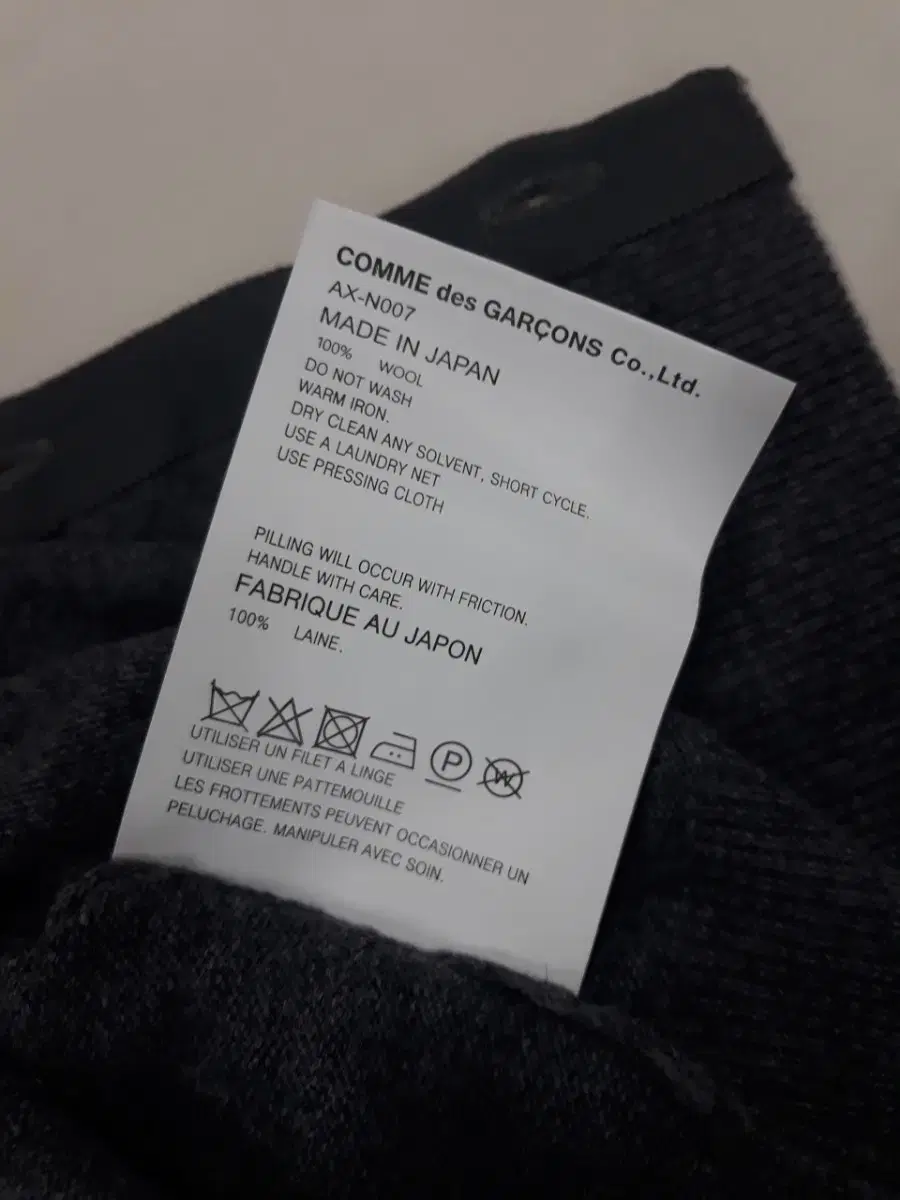 COMME des GARÇONS Co.,Ltd.
AX-N007
MADE IN JAPAN
100% WOOL
DO NOT WASH
WARM IRON.
DRY CLEAN ANY SOLVENT, SHORT CYCLE.
USE A LAUNDRY NET
USE PRESSING CLOTH
PILLING WILL OCCUR WITH FRICTION.
HANDLE WITH CARE.
FABRIQUE AU JAPON
100% LAINE.
P W
UTILISER UN FILET A LINGE
UTILISER UNE PATTEMOUILLE
LES FROTTEMENTS PEUVENT OCCASIONNER UN
PELUCHAGE. MANIPULER AVEC SOIN.